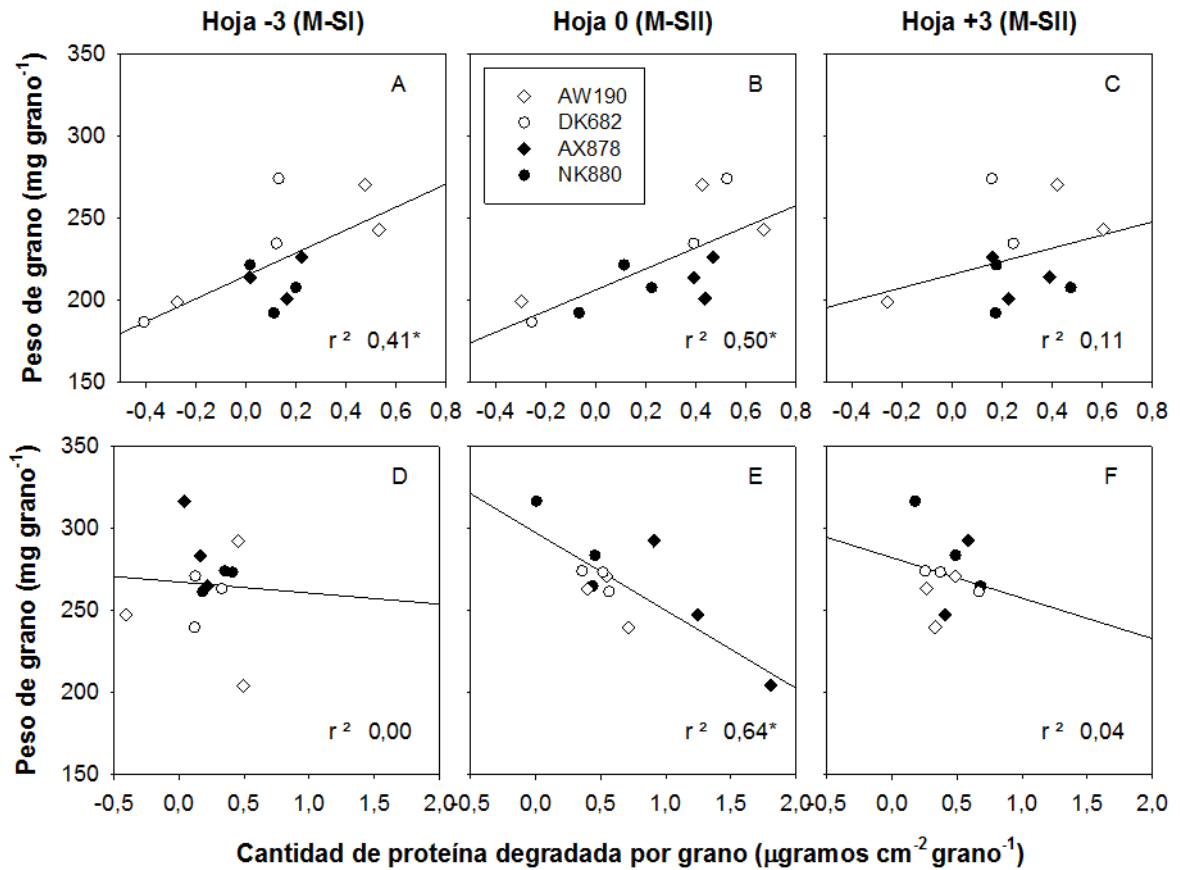 Hoja -3 (M-SI) Hoja 0 (M-SII) Hoja +3 (M-SII)
Peso de grano (mg grano-1)
350
300
250
200
150
A
r ² 0,41*
-0,4 -0,2 0,0 0,2 0,4 0,6 0,8
B
AW190
DK682
AX878
NK880
r ² 0,50*
-0,4 -0,2 0,0 0,2 0,4 0,6 0,8
C
r ² 0,11
-0,4 -0,2 0,0 0,2 0,4 0,6 0,8
Peso de grano (mg grano-1)
350
300
250
200
150
D
r ² 0,00
-0,5 0,0 0,5 1,0 1,5 2,0
E
r ² 0,64*
-0,5 0,0 0,5 1,0 1,5 2,0
F
r ² 0,04
-0,5 0,0 0,5 1,0 1,5 2,0
Cantidad de proteína degradada por grano (µgramos cm-2 grano-1)